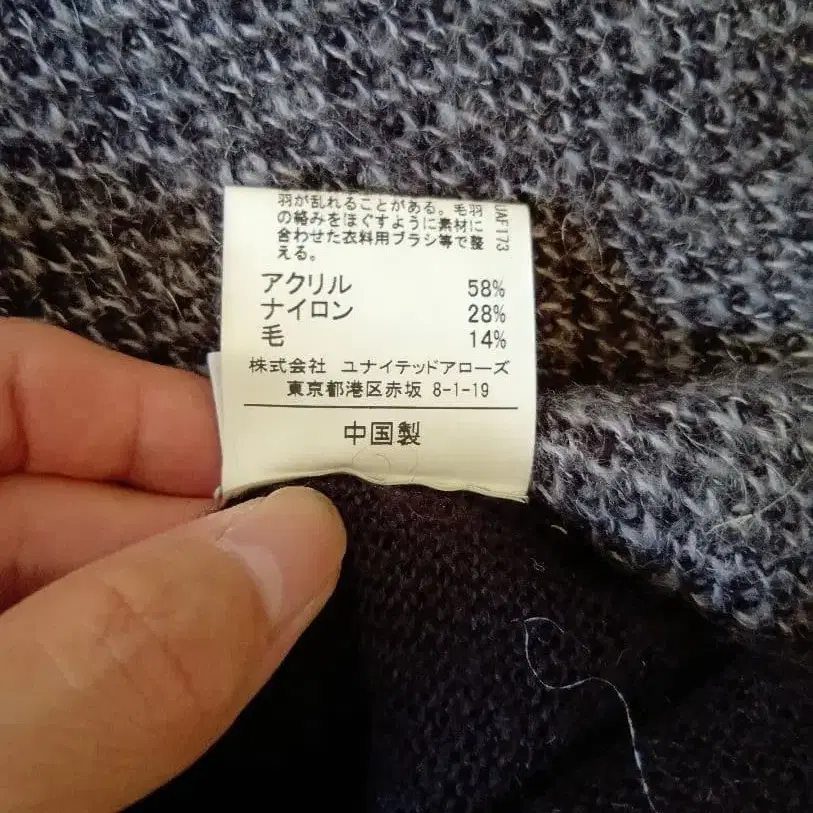 羽が乱れることがある。毛羽
の絡みをほぐすように素材に
合わせた衣料用ブラシ等で整
える。
UAF173
アクリル 58%
ナイロン 28%
毛 14%
株式会社 ユナイテッドアローズ
東京都港区赤坂 8-1-19
中国製